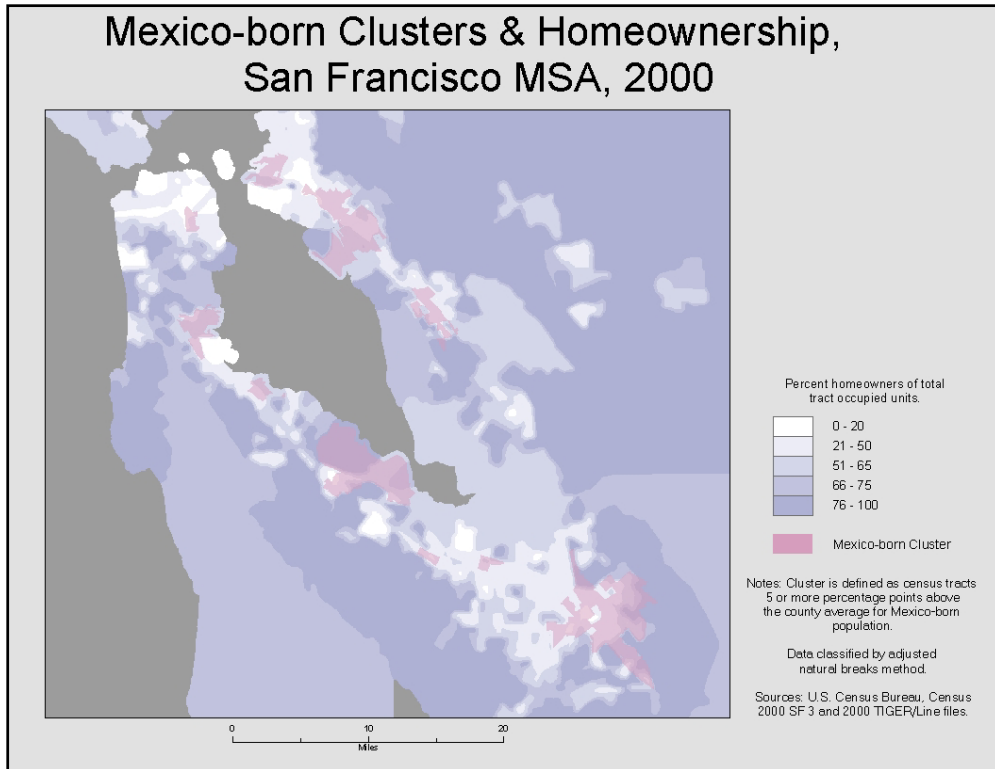 Mexico-born Clusters & Homeownership,
San Francisco MSA, 2000
Percent homeowners of total
tract occupied units.
0 - 20
21 - 50
51 - 65
66 - 75
76 - 100
Mexico-born Cluster
Notes: Cluster is defined as census tracts
5 or more percentage points above
the county average for Mexico-born
population.
Data classified by adjusted
natural breaks method.
Sources: U.S. Census Bureau, Census
2000 SF 3 and 2000 TIGER/Line files.
0 10 20
Miles